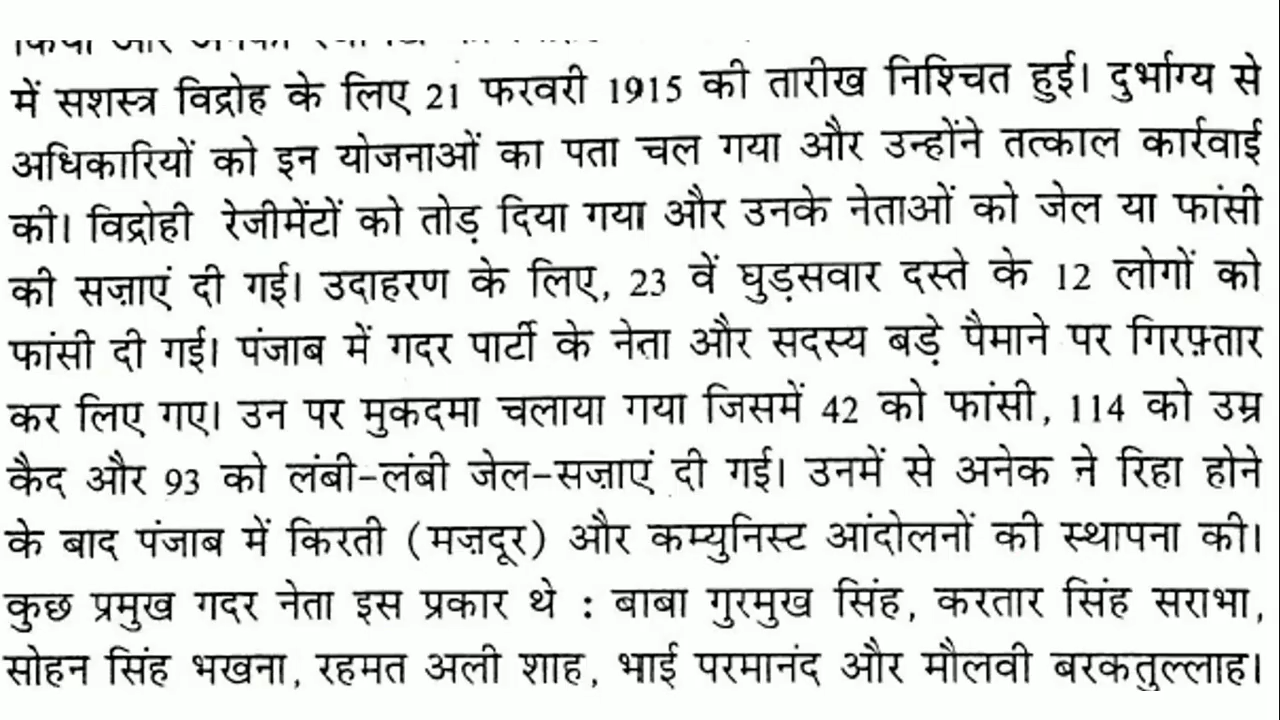 में सशस्त्र विद्रोह के लिए 21 फरवरी 1915 की तारीख निश्चित हुई। दुर्भाग्य से
अधिकारियों को इन योजनाओं का पता चल गया और उन्होंने तत्काल कार्रवाई
की। विद्रोही रेजीमेंटों को तोड़ दिया गया और उनके नेताओं को जेल या फांसी
की सज़ाएं दी गई। उदाहरण के लिए, 23 वें घुड़सवार दस्ते के 12 लोगों को
फांसी दी गई। पंजाब में गदर पार्टी के नेता और सदस्य बड़े पैमाने पर गिरफ़्तार
कर लिए गए। उन पर मुकदमा चलाया गया जिसमें 42 को फांसी, 114 को उम्र
कैद और 93 को लंबी-लंबी जेल-सज़ाएं दी गई। उनमें से अनेक ने रिहा होने
के बाद पंजाब में किरती (मज़दूर) और कम्युनिस्ट आंदोलनों की स्थापना की।
कुछ प्रमुख गदर नेता इस प्रकार थे : बाबा गुरमुख सिंह, करतार सिंह सराभा,
सोहन सिंह भखना, रहमत अली शाह, भाई परमानंद और मौलवी बरकतुल्लाह।